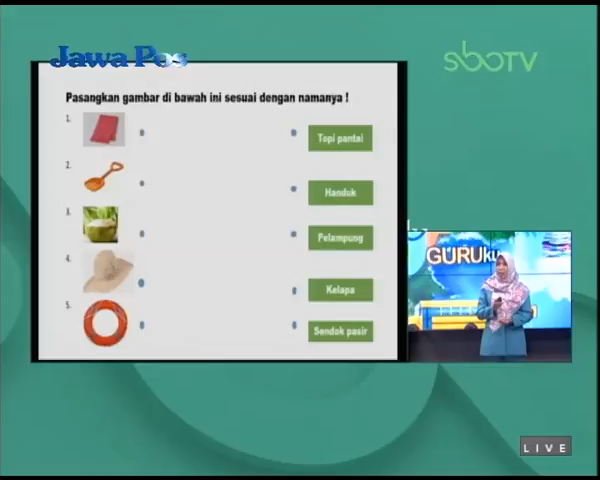 Jawa Pos
sboTV
Pasangkan gambar di bawah ini sesuai dengan namanya !
1.
Topi pantai
2.
Handuk
3.
Pelampung
4.
Kelapa
5.
Sendok pasir
GURUku
LIVE